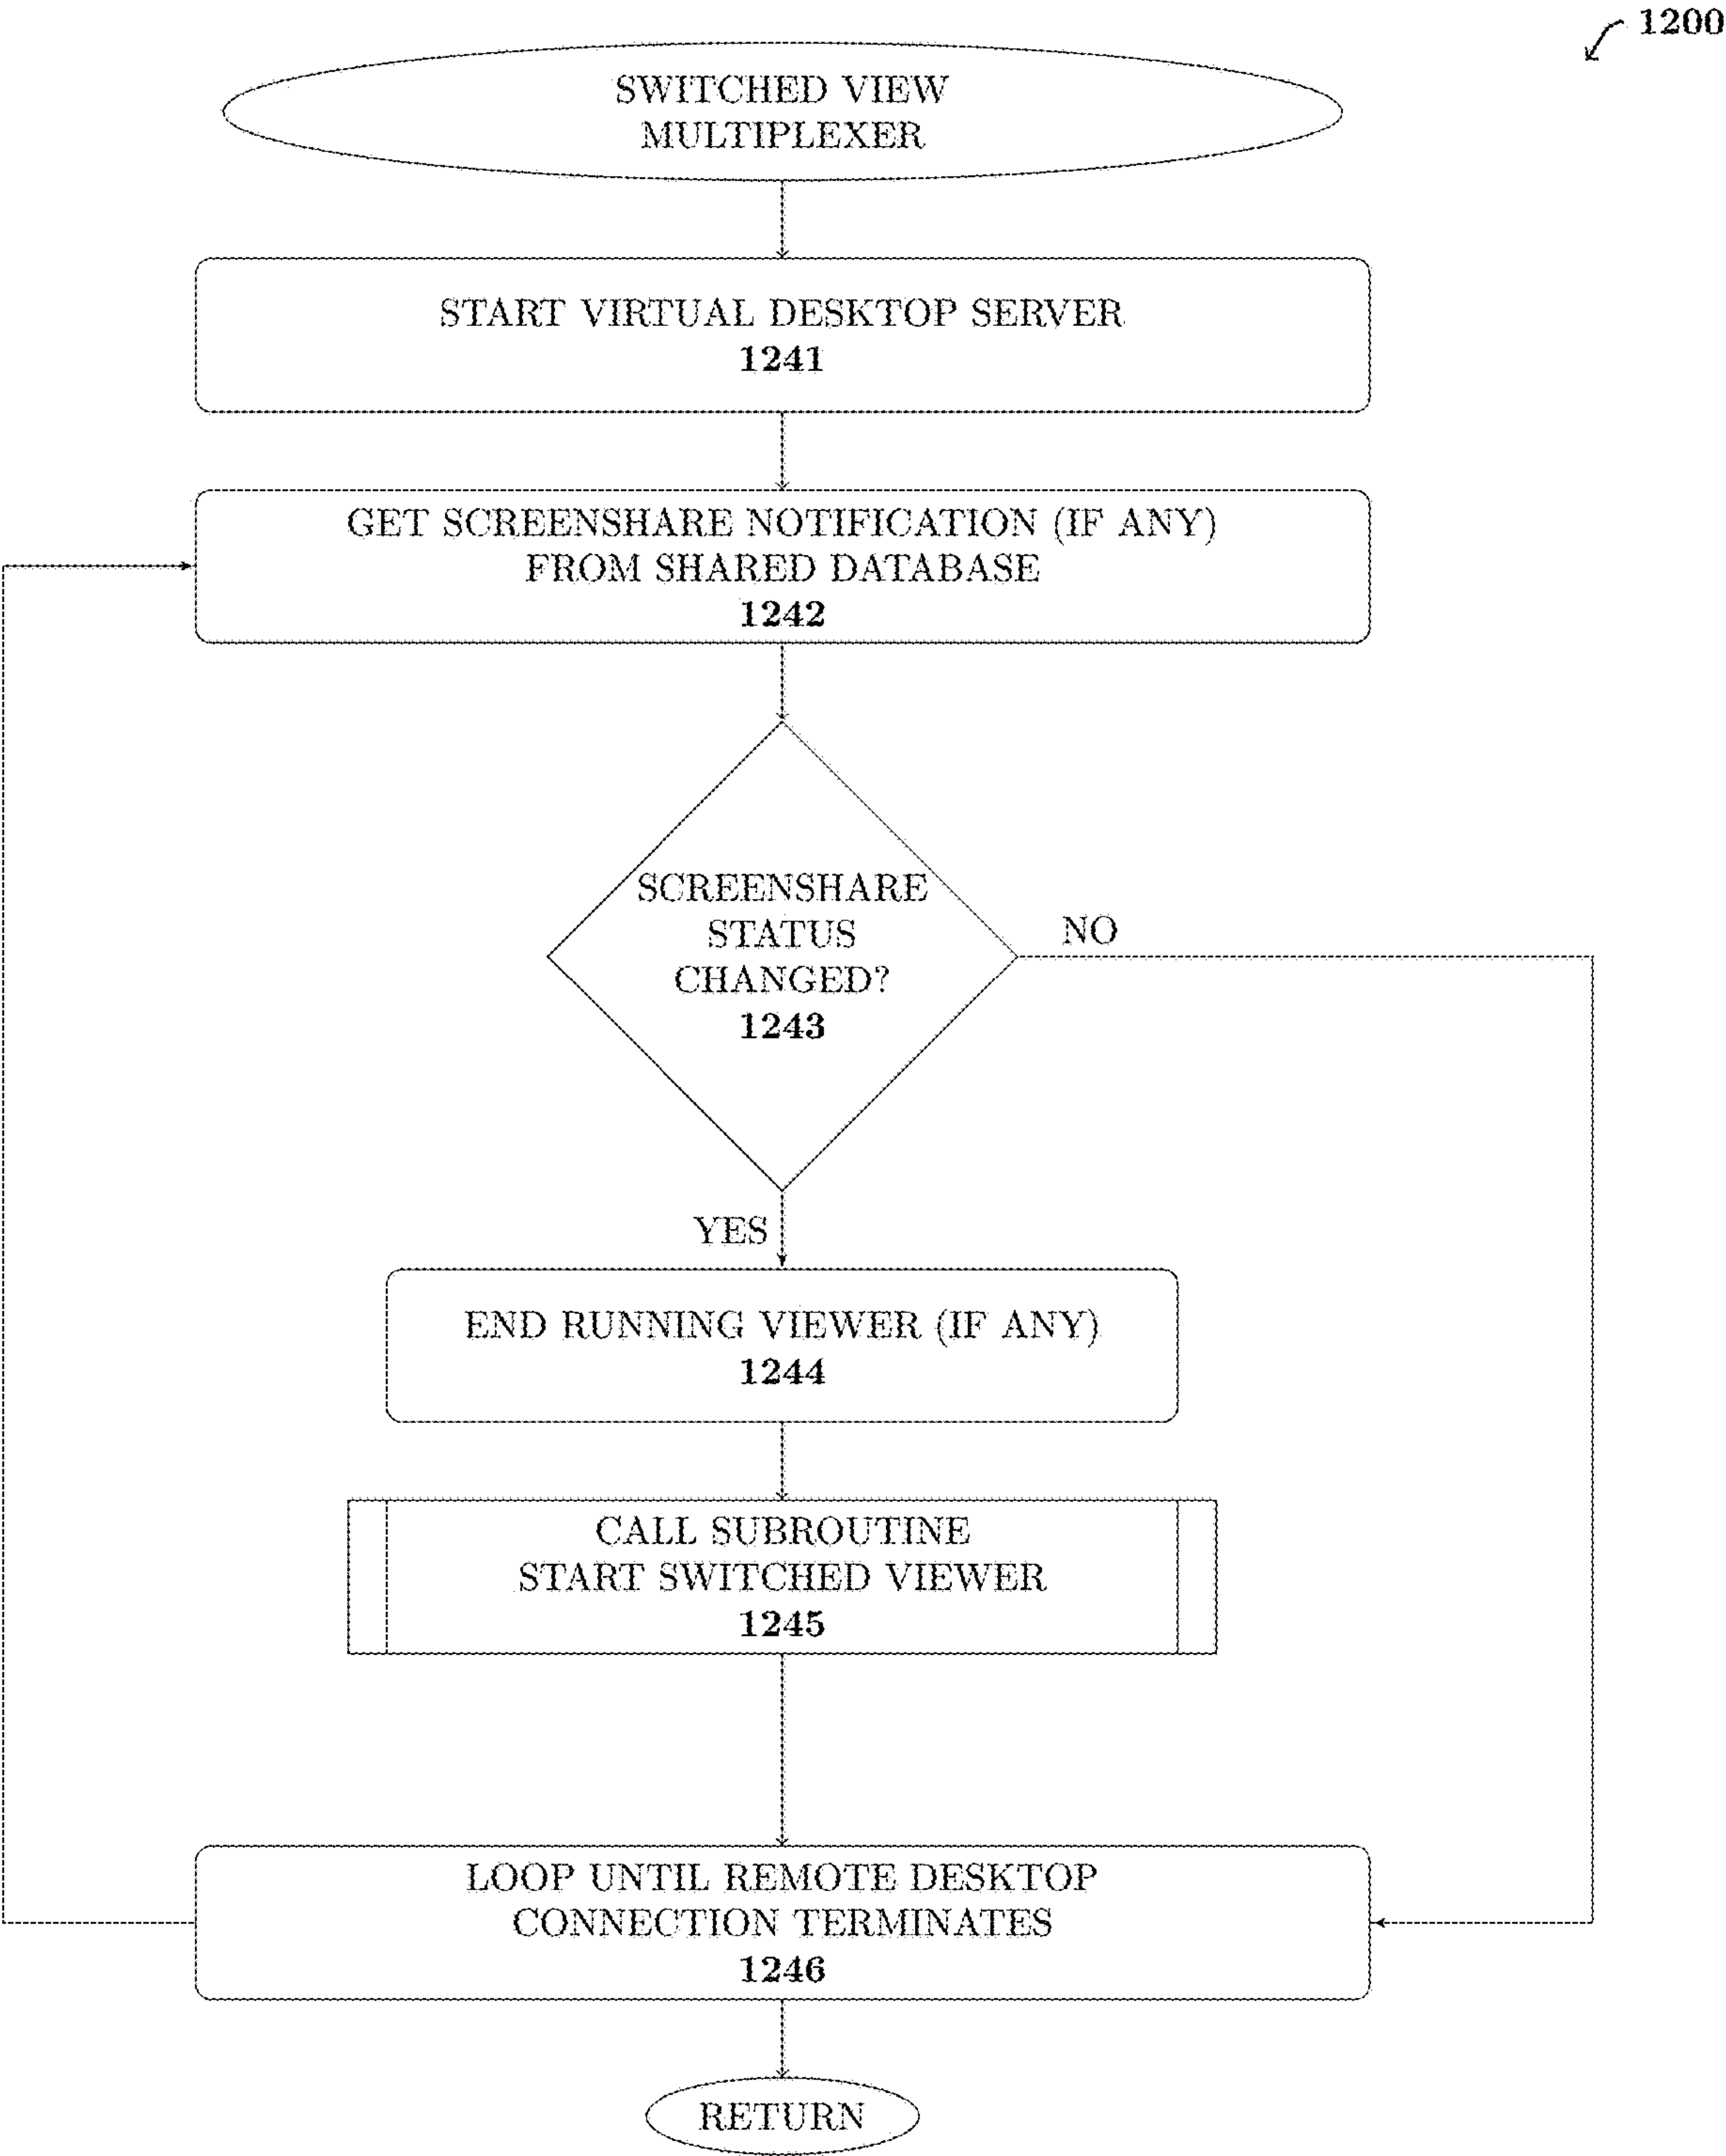 1200
SWITCHED VIEW
MULTIPLEXER
START VIRTUAL DESKTOP SERVER
1241
GET SCREENSHARE NOTIFICATION (IF ANY)
FROM SHARED DATABASE
1242
SCREENSHARE
STATUS
CHANGED?
1243
NO
YES
END RUNNING VIEWER (IF ANY)
1244
CALL SUBROUTINE
START SWITCHED VIEWER
1245
LOOP UNTIL REMOTE DESKTOP
CONNECTION TERMINATES
1246
RETURN